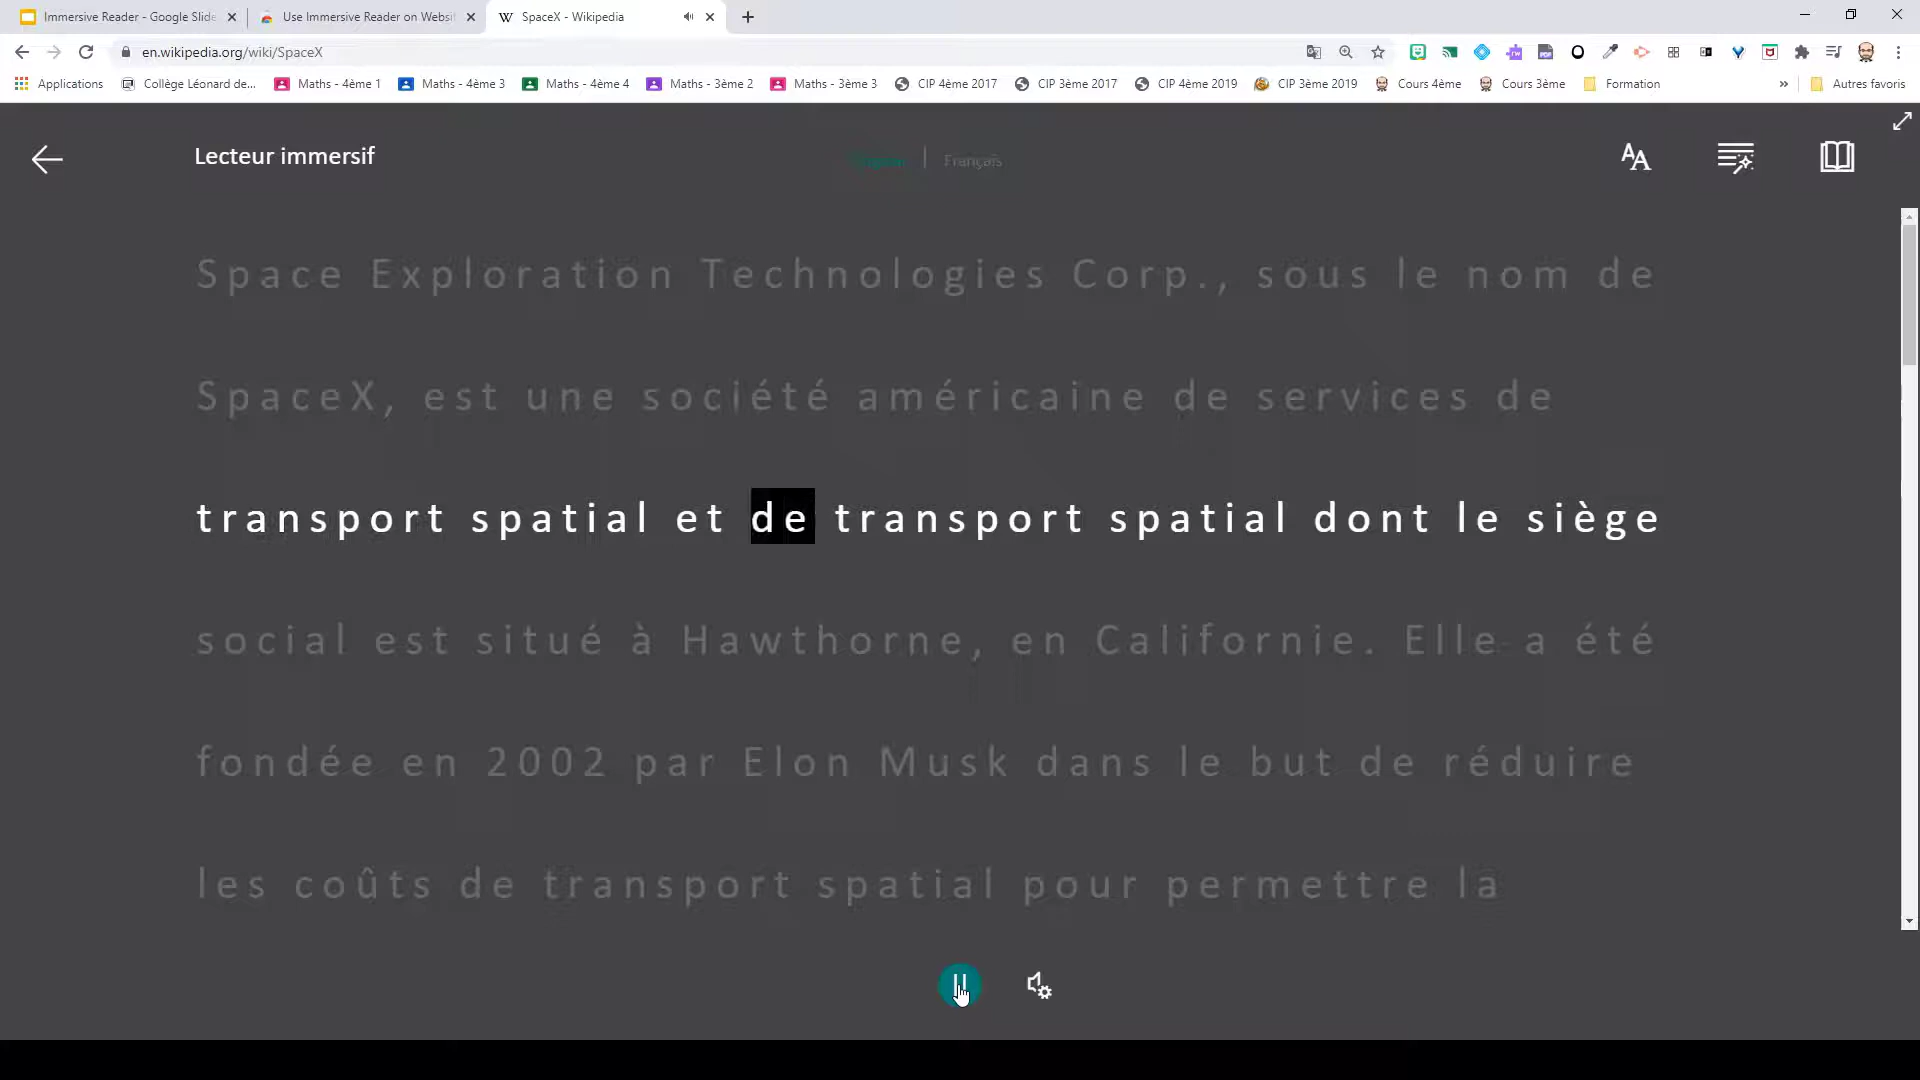 Immersive Reader - Google Slide
Use Immersive Reader on Websit
SpaceX - Wikipedia
en.wikipedia.org/wiki/SpaceX
Applications
Collège Léonard de...
Maths - 4ème 1
Maths - 4ème 3
Maths - 4ème 4
Maths - 3ème 2
Maths - 3ème 3
CIP 4ème 2017
CIP 3ème 2017
CIP 4ème 2019
CIP 3ème 2019
Cours 4ème
Cours 3ème
Formation
»
Autres favoris
Lecteur immersif
Français
Space Exploration Technologies Corp., sous le nom de
SpaceX, est une société américaine de services de
transport spatial et de transport spatial dont le siège
social est situé à Hawthorne, en Californie. Elle a été
fondée en 2002 par Elon Musk dans le but de réduire
les coûts de transport spatial pour permettre la